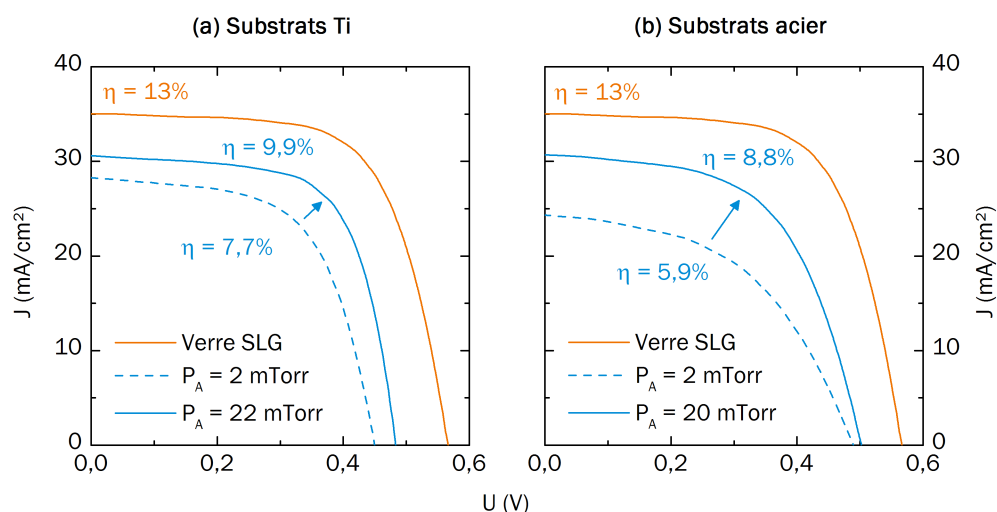 (a) Substrats Ti
(b) Substrats acier
40
30
20
10
0
J (mA/cm²)
η = 13%
η = 9,9%
η = 7,7%
Verre SLG
P_A = 2 mTorr
P_A = 22 mTorr
0,0 0,2 0,4 0,6
η = 13%
η = 8,8%
η = 5,9%
Verre SLG
P_A = 2 mTorr
P_A = 20 mTorr
0,0 0,2 0,4 0,6
40
30
20
10
0
J (mA/cm²)
U (V)